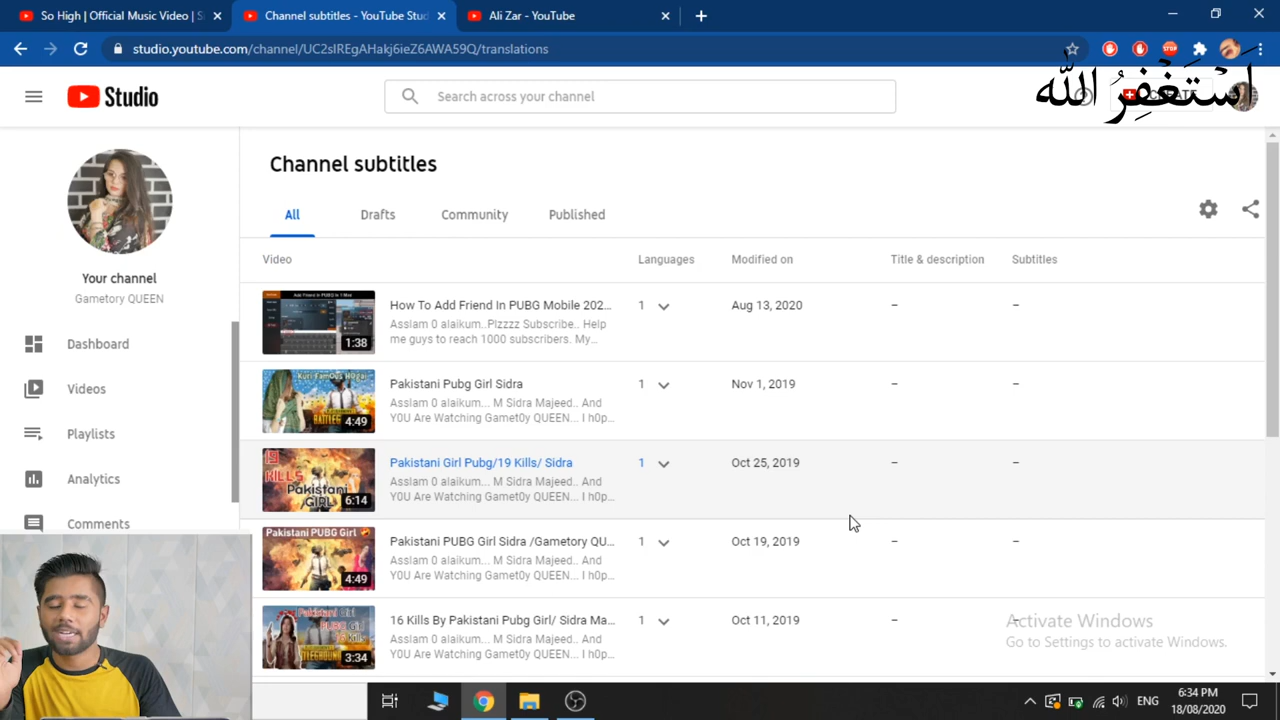 So High | Official Music Video | S
Channel subtitles - YouTube Stud
Ali Zar - YouTube
studio.youtube.com/channel/UC2sIREgAHakj6ieZ6AWA59Q/translations
Studio
Search across your channel
أَسْتَغْفِرُ اللّٰه
Channel subtitles
All
Drafts
Community
Published
Your channel
Gametory QUEEN
Dashboard
Videos
Playlists
Analytics
Comments
Video
Languages
Modified on
Title & description
Subtitles
How To Add Friend In PUBG Mobile 202...
1
Aug 13, 2020
–
–
Asslam 0 alaikum..Plzzzz Subscribe.. Help
me guys to reach 1000 subscribers. My...
1:38
Pakistani Pubg Girl Sidra
1
Nov 1, 2019
–
–
Asslam 0 alaikum... M Sidra Majeed.. And
Y0U Are Watching Gamet0y QUEEN... I h0p...
4:49
Pakistani Girl Pubg/19 Kills/ Sidra
1
Oct 25, 2019
–
–
Asslam 0 alaikum... M Sidra Majeed.. And
Y0U Are Watching Gamet0y QUEEN... I h0p...
19
KILLS
Pakistani
GIRL
6:14
Pakistani PUBG Girl Sidra /Gametory QU...
1
Oct 19, 2019
–
–
Asslam 0 alaikum... M Sidra Majeed.. And
Y0U Are Watching Gamet0y QUEEN... I h0p...
Pakistani PUBG Girl
4:49
16 Kills By Pakistani Pubg Girl/ Sidra Ma...
1
Oct 11, 2019
–
–
Asslam 0 alaikum... M Sidra Majeed.. And
Y0U Are Watching Gamet0y QUEEN... I h0p...
Pakistani Girl
16 Kills
3:34
Activate Windows
Go to Settings to activate Windows.
ENG
6:34 PM
18/08/2020